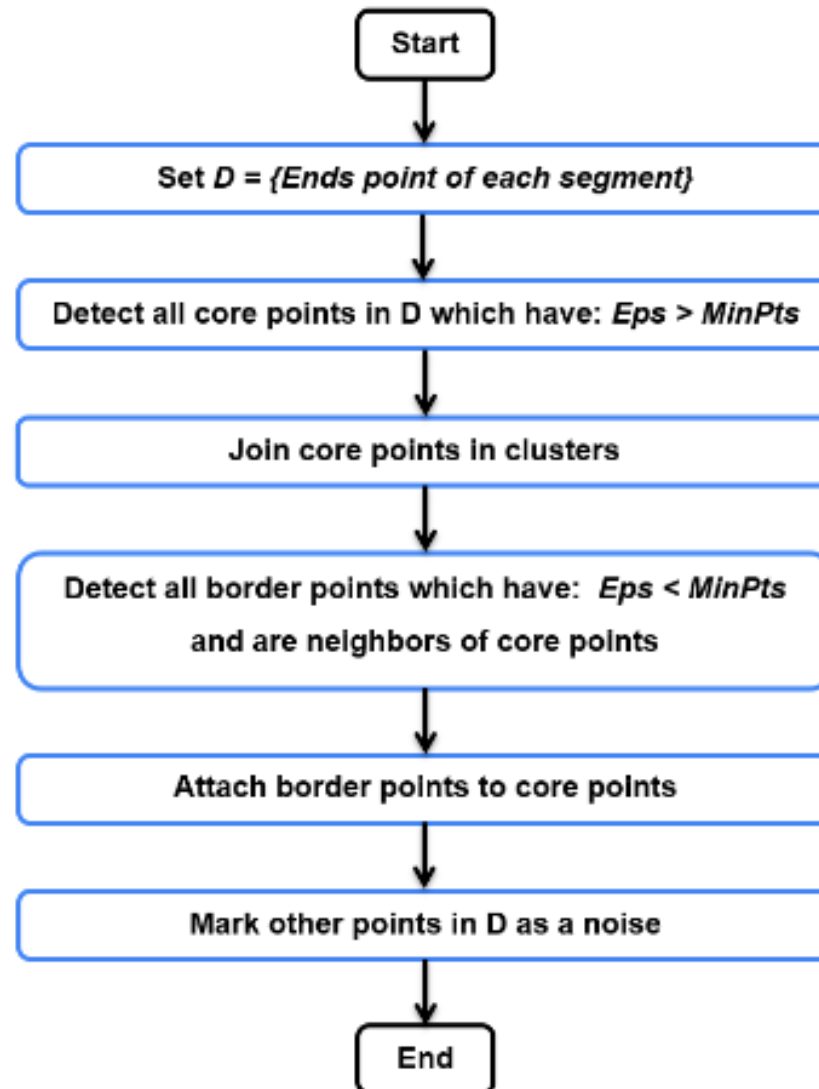 Start
Set D = {Ends point of each segment}
Detect all core points in D which have: Eps > MinPts
Join core points in clusters
Detect all border points which have: Eps < MinPts
and are neighbors of core points
Attach border points to core points
Mark other points in D as a noise
End